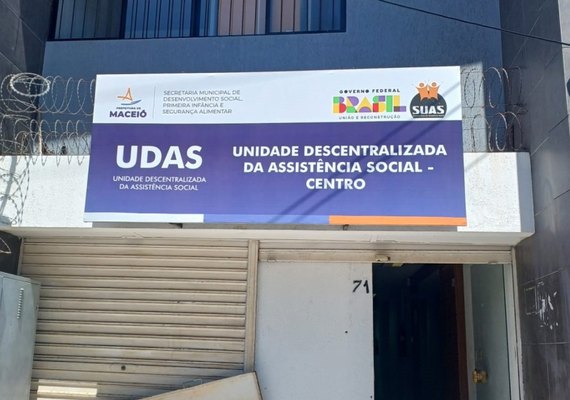 PREFEITURA DE
MACEIÓ
SECRETARIA MUNICIPAL DE
DESENVOLVIMENTO SOCIAL,
PRIMEIRA INFÂNCIA E
SEGURANÇA ALIMENTAR
GOVERNO FEDERAL
BRASIL
UNIÃO E RECONSTRUÇÃO
SUAS
UDAS
UNIDADE DESCENTRALIZADA
DA ASSISTÊNCIA SOCIAL
UNIDADE DESCENTRALIZADA
DA ASSISTÊNCIA SOCIAL -
CENTRO
71